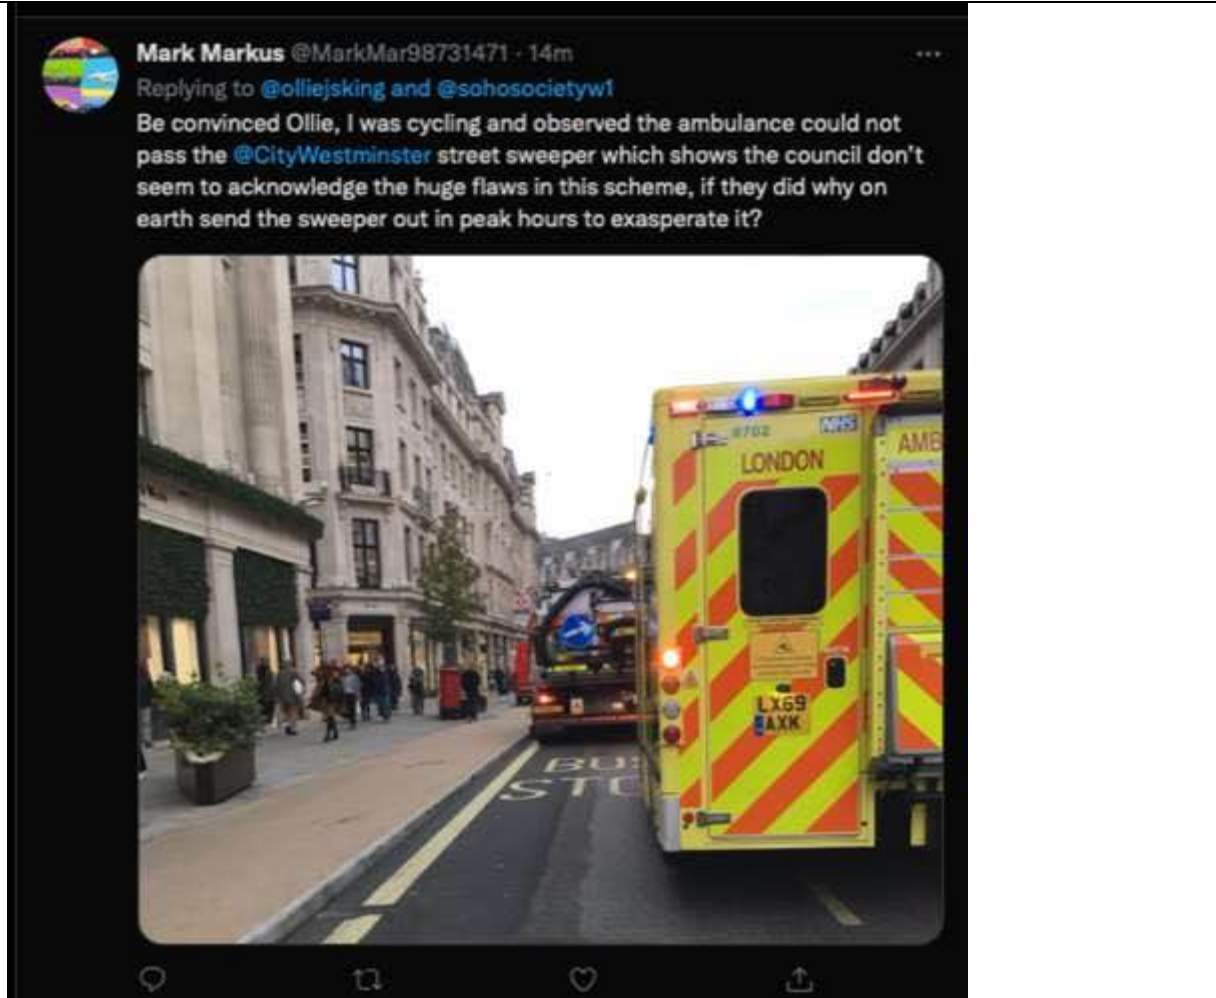 Mark Markus @MarkMar98731471 · 14m
Replying to @olliejsking and @sohosocietyw1
Be convinced Ollie, I was cycling and observed the ambulance could not
pass the @CityWestminster street sweeper which shows the council don't
seem to acknowledge the huge flaws in this scheme, if they did why on
earth send the sweeper out in peak hours to exasperate it?
8702
NHS
LONDON
AMB
LX69
AXK
BUS
STO